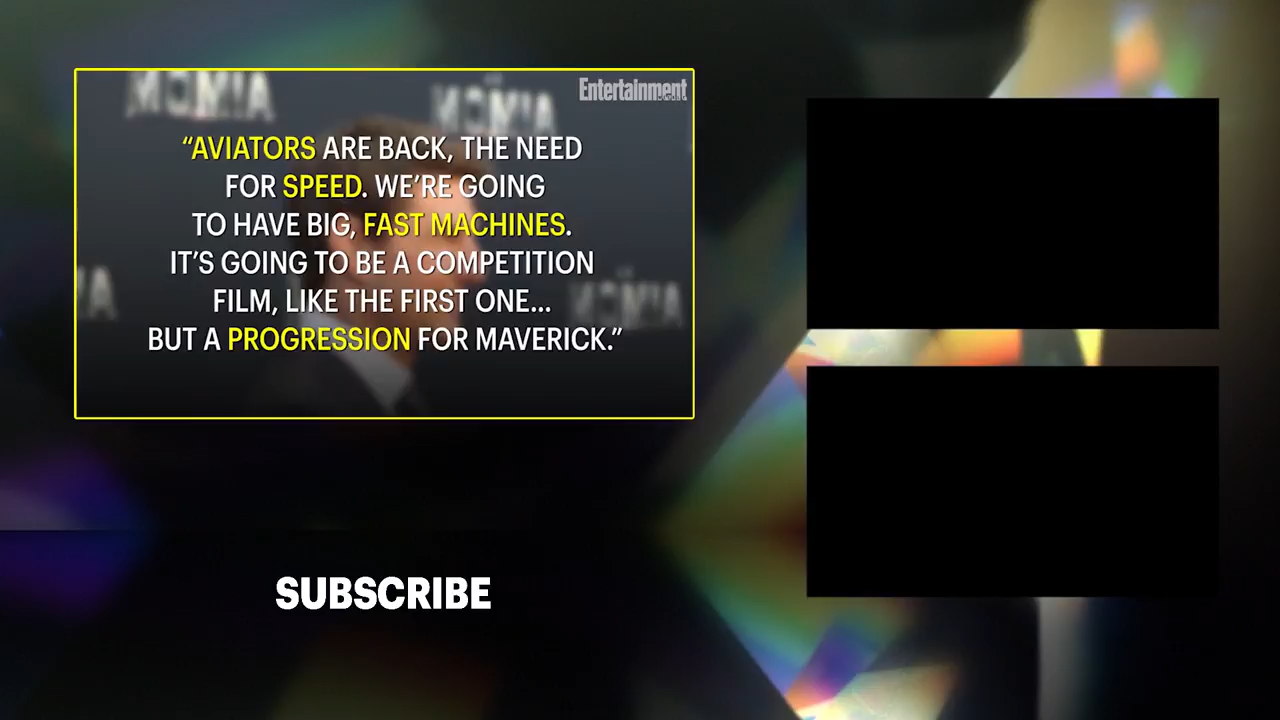 Entertainment
“AVIATORS ARE BACK, THE NEED
FOR SPEED. WE’RE GOING
TO HAVE BIG, FAST MACHINES.
IT’S GOING TO BE A COMPETITION
FILM, LIKE THE FIRST ONE...
BUT A PROGRESSION FOR MAVERICK.”
SUBSCRIBE